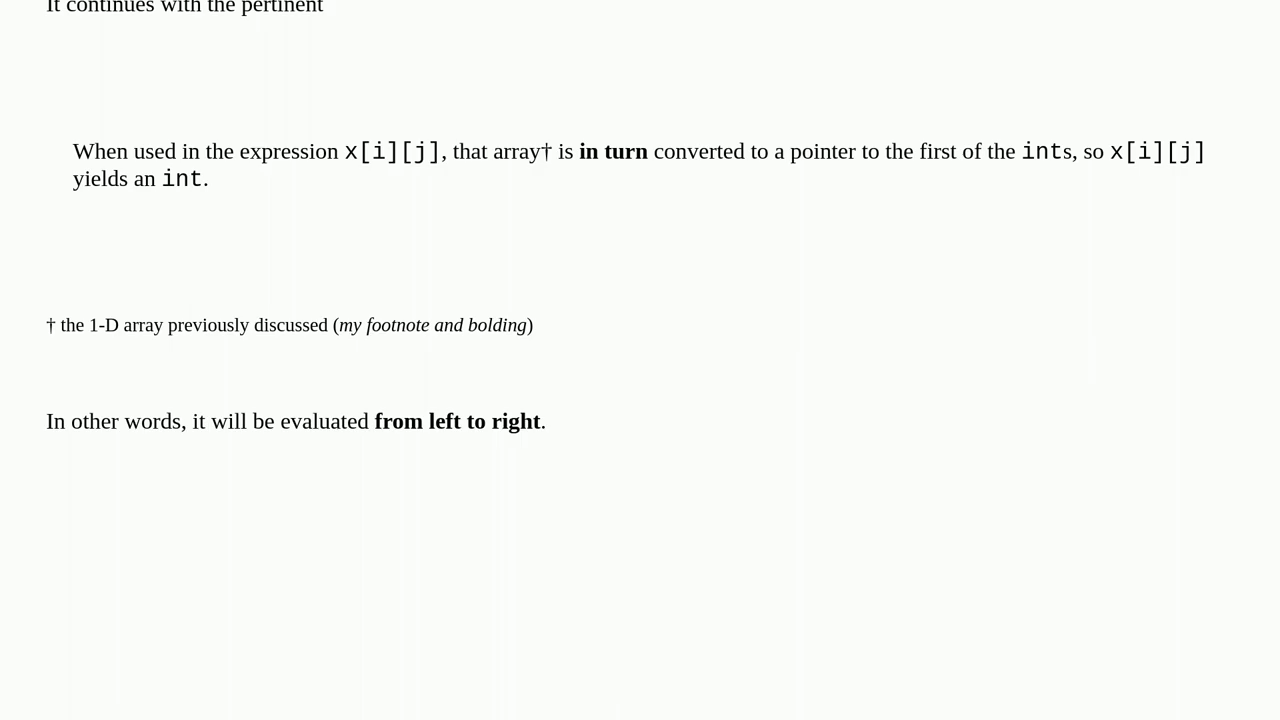 It continues with the pertinent
When used in the expression x[i][j], that array† is in turn converted to a pointer to the first of the ints, so x[i][j]
yields an int.
† the 1-D array previously discussed (my footnote and bolding)
In other words, it will be evaluated from left to right.